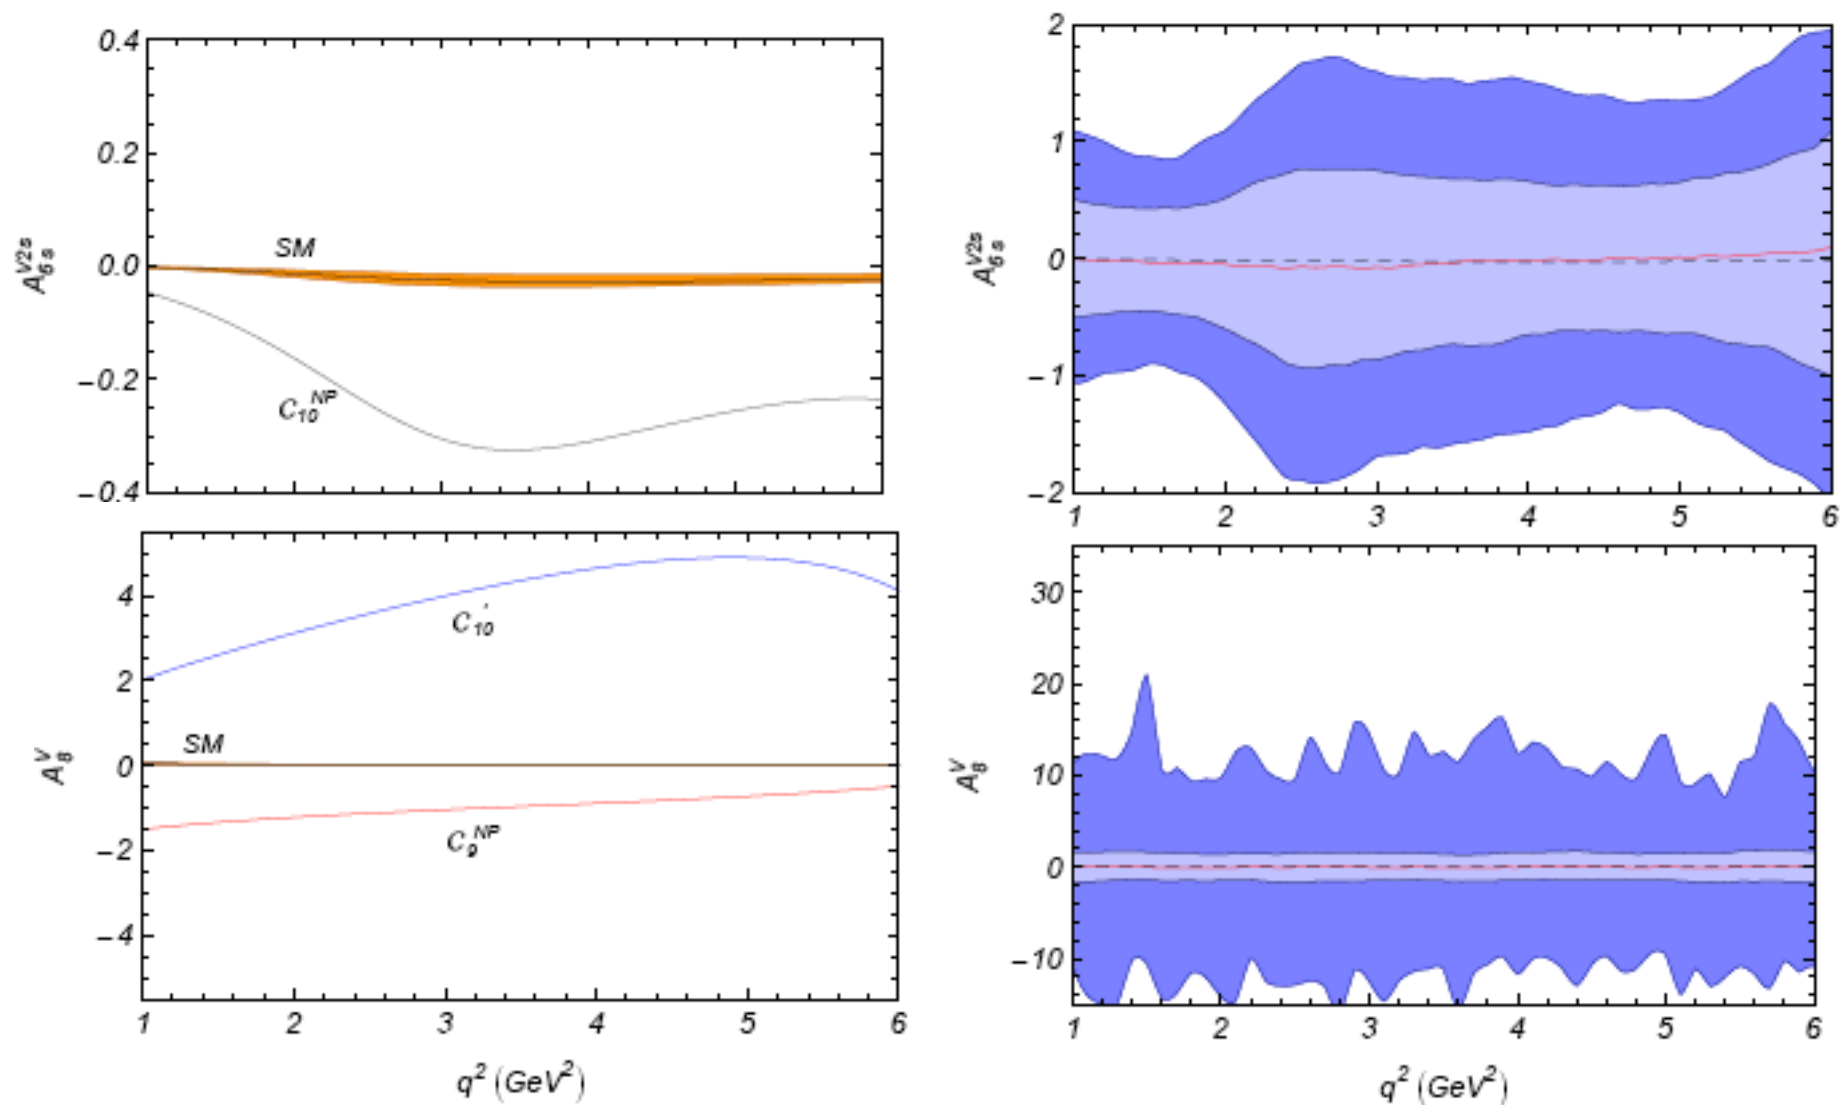 0.4
0.2
0.0
−0.2
−0.4
A_{6s}^{V2s}
SM
C_{10}^{NP}
2
1
0
−1
−2
A_{6s}^{V2s}
1 2 3 4 5 6
4
2
0
−2
−4
A_8^V
C_{10}^{'}
SM
C_9^{NP}
1 2 3 4 5 6
q^2 (GeV^2)
30
20
10
0
−10
A_8^V
1 2 3 4 5 6
q^2 (GeV^2)